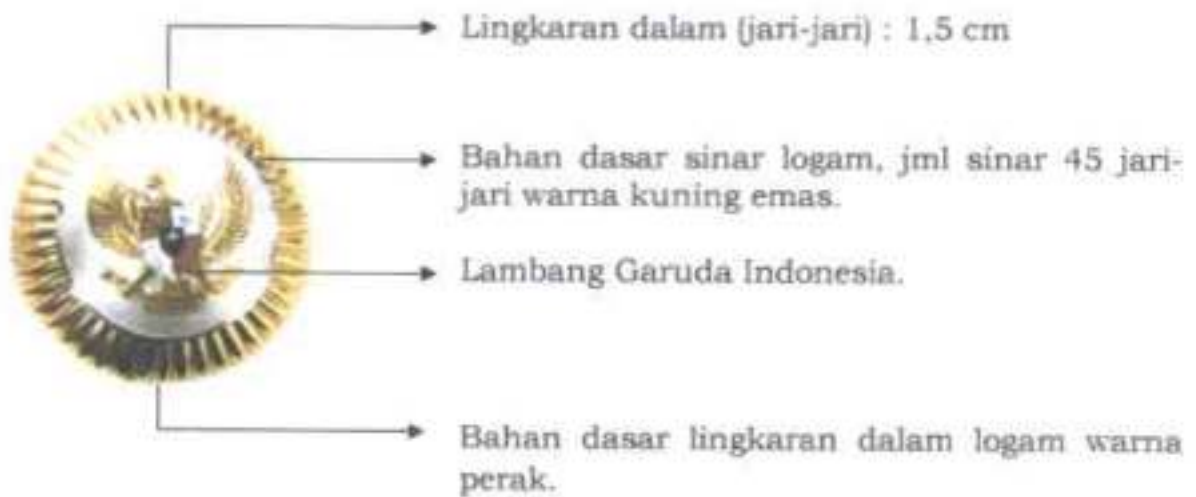 Lingkaran dalam (jari-jari) : 1,5 cm
Bahan dasar sinar logam, jml sinar 45 jari-
jari warna kuning emas.
Lambang Garuda Indonesia.
Bahan dasar lingkaran dalam logam warna
perak.